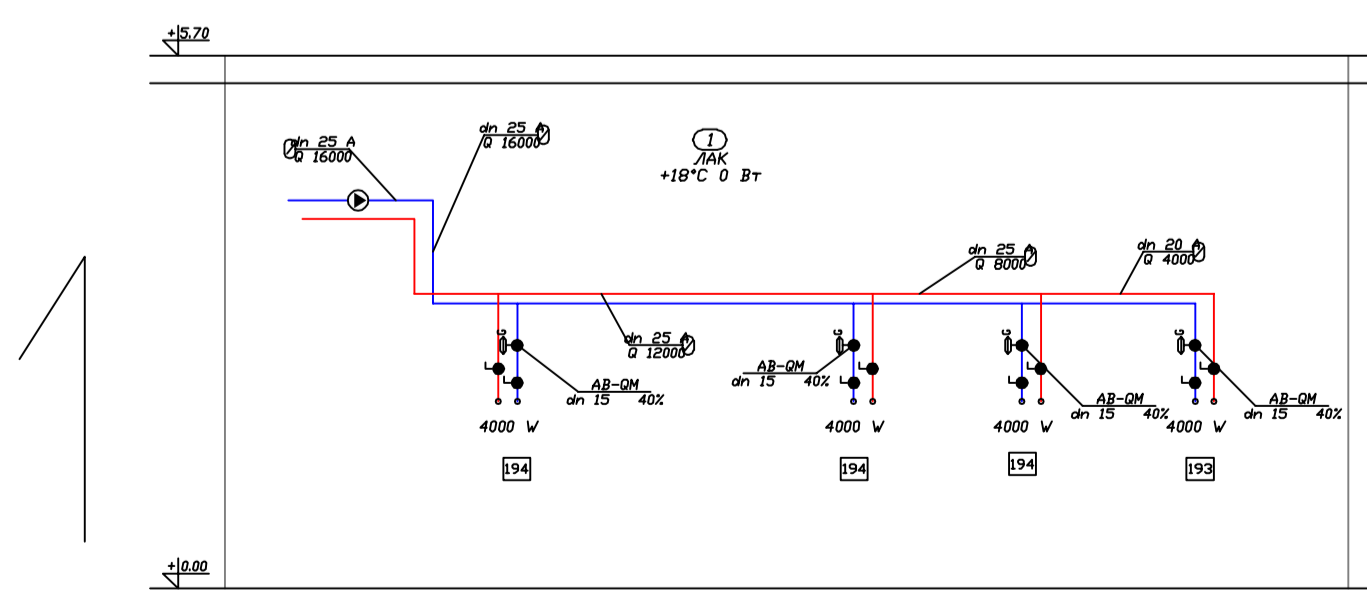 +5.70
dn 25 A
Q 16000
dn 25 A
Q 16000
1
ЛАК
+18°C 0 Вт
dn 25 A
Q 8000
dn 20 A
Q 4000
dn 25 A
Q 12000
G
G
G
G
AB-QM
dn 15 40%
AB-QM
dn 15 40%
AB-QM
dn 15 40%
AB-QM
dn 15 40%
4000 W
4000 W
4000 W
4000 W
194
194
194
193
+0.00
1